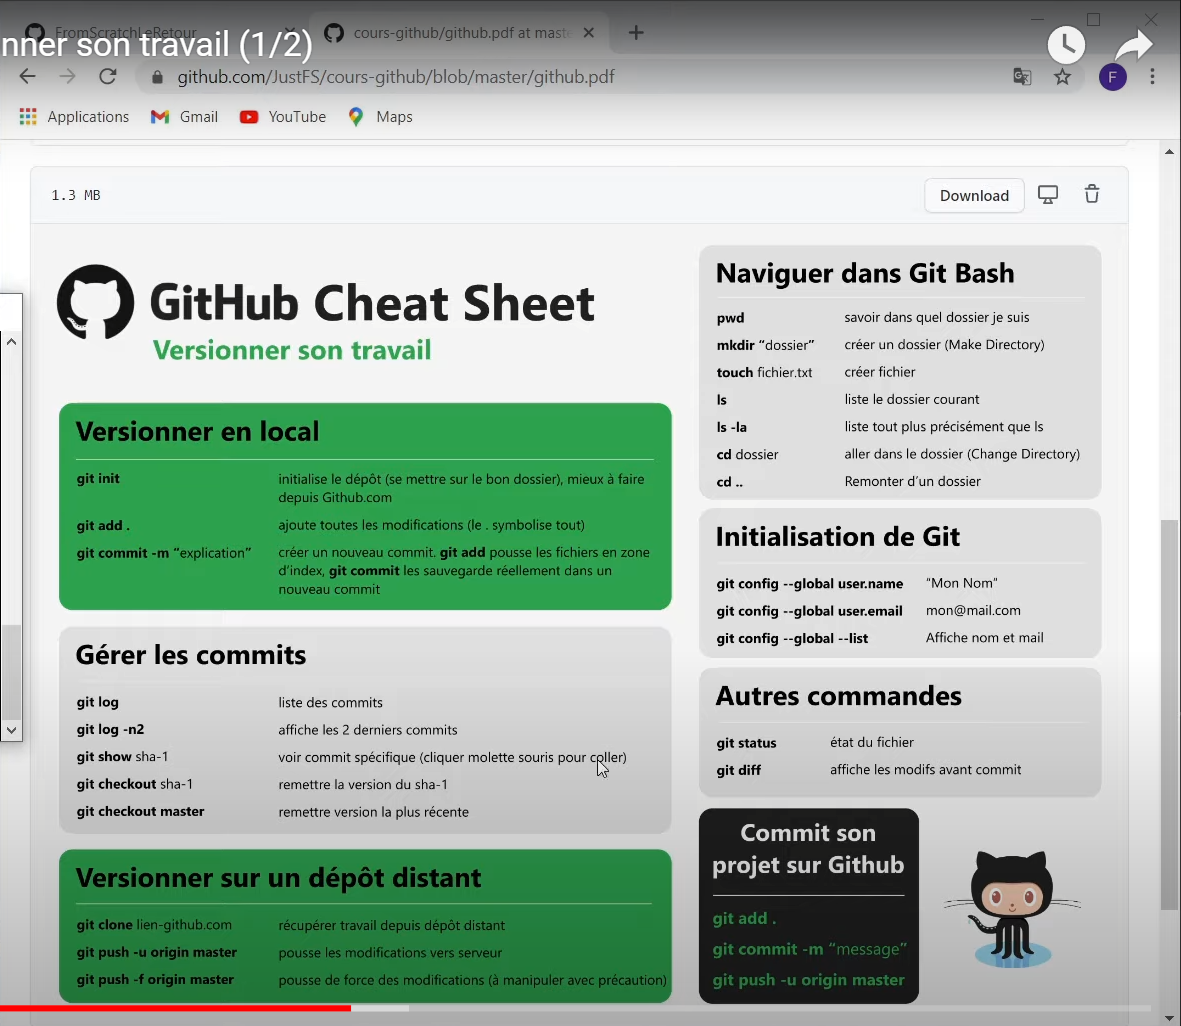 FromScratchLeRetour
cours-github/github.pdf at maste
nner son travail (1/2)
github.com/JustFS/cours-github/blob/master/github.pdf
F
Applications
Gmail
YouTube
Maps
1.3 MB
Download
GitHub Cheat Sheet
Versionner son travail
Versionner en local
git init initialise le dépôt (se mettre sur le bon dossier), mieux à faire
depuis Github.com
git add . ajoute toutes les modifications (le . symbolise tout)
git commit -m “explication” créer un nouveau commit. git add pousse les fichiers en zone
d’index, git commit les sauvegarde réellement dans un
nouveau commit
Gérer les commits
git log liste des commits
git log -n2 affiche les 2 derniers commits
git show sha-1 voir commit spécifique (cliquer molette souris pour coller)
git checkout sha-1 remettre la version du sha-1
git checkout master remettre version la plus récente
Versionner sur un dépôt distant
git clone lien-github.com récupérer travail depuis dépôt distant
git push -u origin master pousse les modifications vers serveur
git push -f origin master pousse de force des modifications (à manipuler avec précaution)
Naviguer dans Git Bash
pwd savoir dans quel dossier je suis
mkdir “dossier” créer un dossier (Make Directory)
touch fichier.txt créer fichier
ls liste le dossier courant
ls -la liste tout plus précisément que ls
cd dossier aller dans le dossier (Change Directory)
cd .. Remonter d’un dossier
Initialisation de Git
git config --global user.name “Mon Nom”
git config --global user.email mon@mail.com
git config --global --list Affiche nom et mail
Autres commandes
git status état du fichier
git diff affiche les modifs avant commit
Commit son
projet sur Github
git add .
git commit -m “message”
git push -u origin master